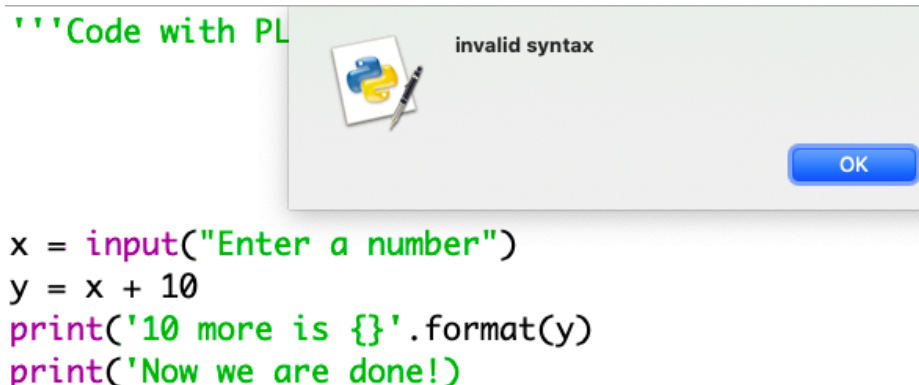 '''Code with PL
invalid syntax
OK
x = input("Enter a number")
y = x + 10
print('10 more is {}'.format(y)
print('Now we are done!)